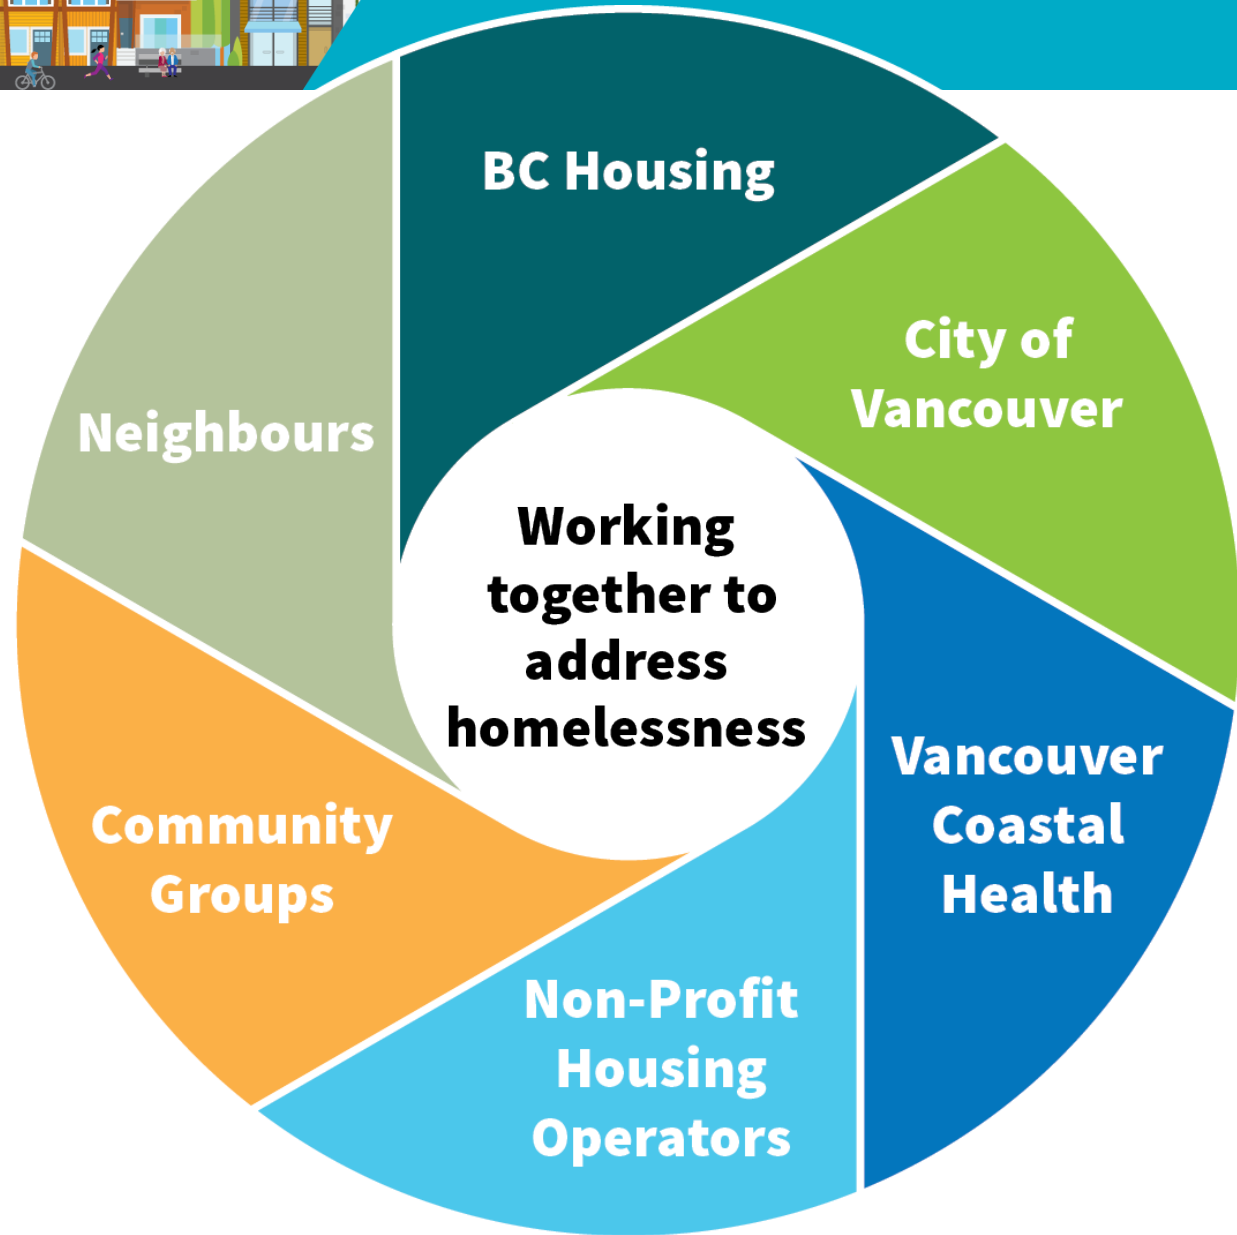 BC Housing
City of
Vancouver
Neighbours
Working
together to
address
homelessness
Vancouver
Coastal
Health
Community
Groups
Non-Profit
Housing
Operators